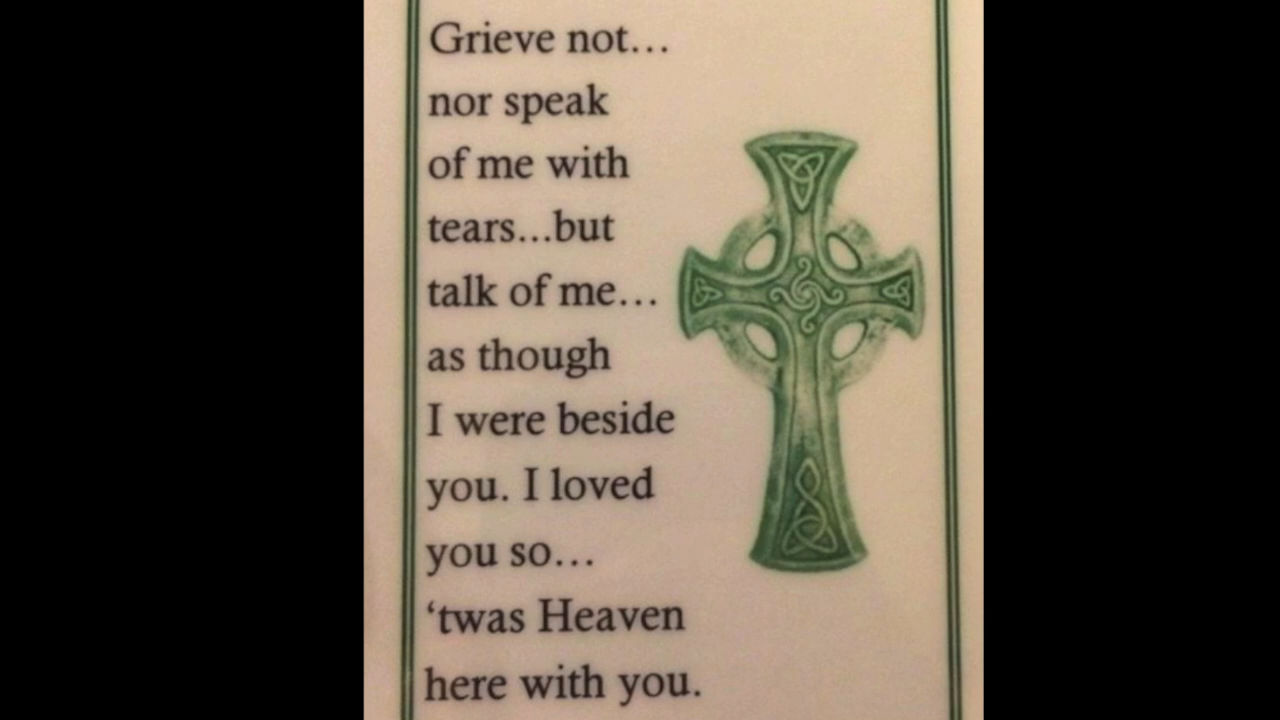 Grieve not...
nor speak
of me with
tears...but
talk of me...
as though
I were beside
you. I loved
you so...
‘twas Heaven
here with you.